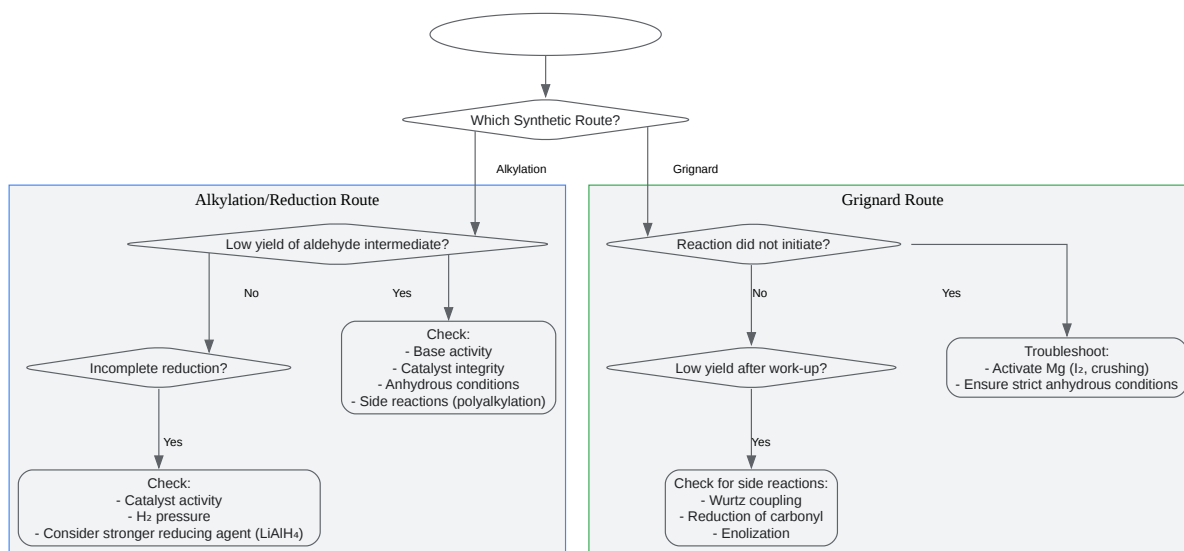 Which Synthetic Route?
Alkylation
Grignard
Alkylation/Reduction Route
Low yield of aldehyde intermediate?
No
Yes
Check:
- Base activity
- Catalyst integrity
- Anhydrous conditions
- Side reactions (polyalkylation)
Incomplete reduction?
Yes
Check:
- Catalyst activity
- H₂ pressure
- Consider stronger reducing agent (LiAlH₄)
Grignard Route
Reaction did not initiate?
No
Yes
Troubleshoot:
- Activate Mg (I₂, crushing)
- Ensure strict anhydrous conditions
Low yield after work-up?
Yes
Check for side reactions:
- Wurtz coupling
- Reduction of carbonyl
- Enolization